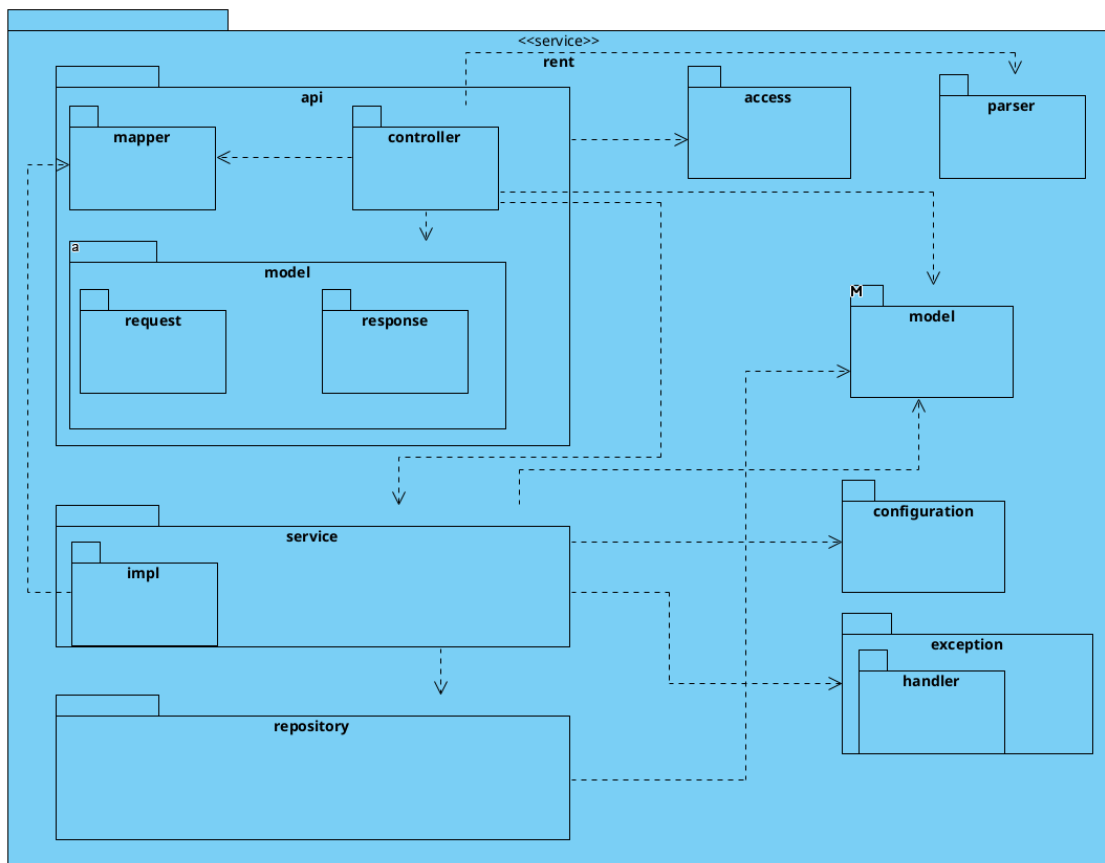 <<service>>
rent
api
access
parser
mapper
controller
a
model
request
response
M
model
service
configuration
impl
exception
handler
repository